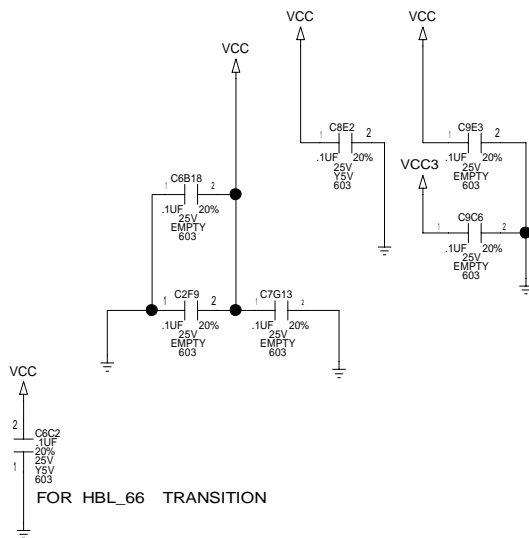 VCC
VCC
VCC
C8E2
1 2
.1UF 20%
25V
Y5V
603
C9E3
1 2
.1UF 20%
25V
EMPTY
603
VCC3
C6B18
1 2
.1UF 20%
25V
EMPTY
603
C9C6
1 2
.1UF 20%
25V
EMPTY
603
C2F9
1 2
.1UF 20%
25V
EMPTY
603
C7G13
1 2
.1UF 20%
25V
EMPTY
603
VCC
2
C6C2
.1UF
20%
25V
1
Y5V
603
FOR HBL_66 TRANSITION